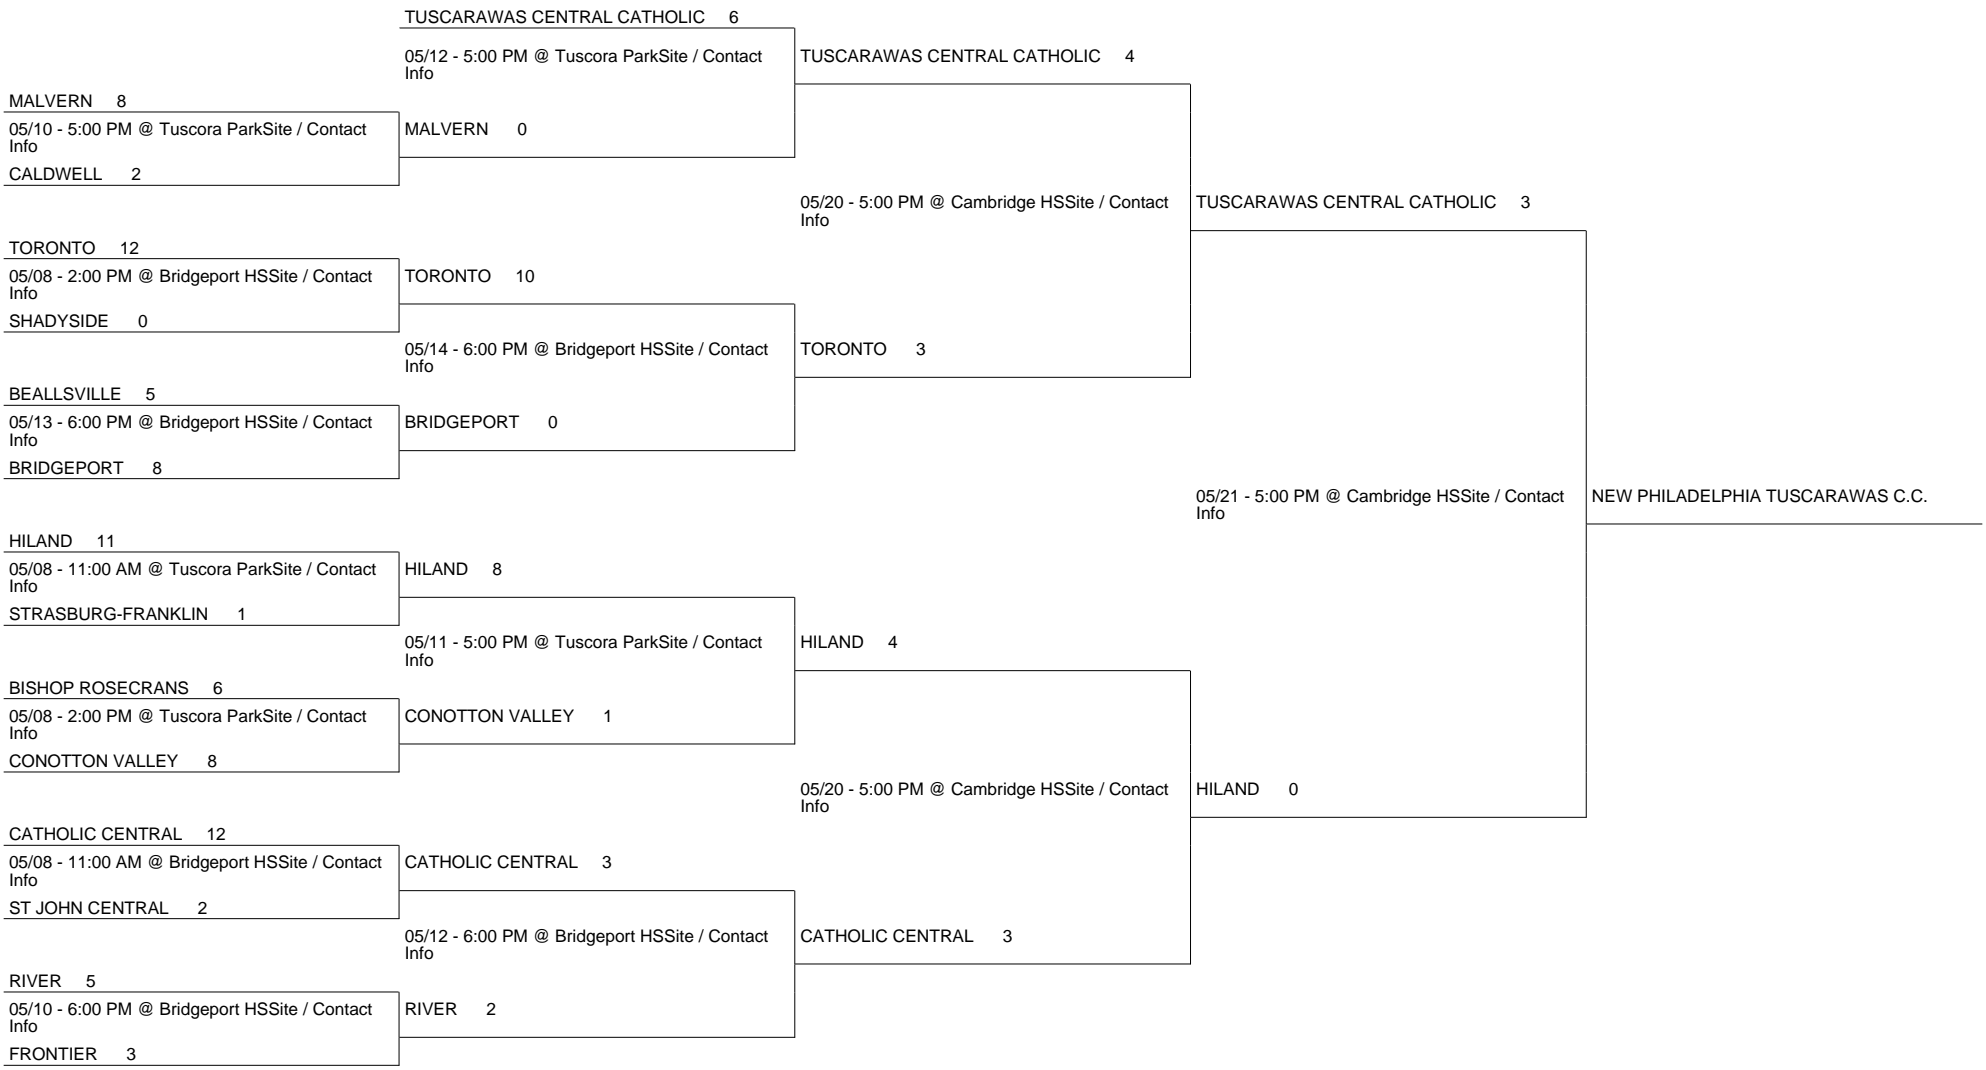 TUSCARAWAS CENTRAL CATHOLIC 6
05/12 - 5:00 PM @ Tuscora ParkSite / Contact
Info
TUSCARAWAS CENTRAL CATHOLIC 4
MALVERN 8
05/10 - 5:00 PM @ Tuscora ParkSite / Contact
Info
MALVERN 0
CALDWELL 2
05/20 - 5:00 PM @ Cambridge HSSite / Contact
Info
TUSCARAWAS CENTRAL CATHOLIC 3
TORONTO 12
05/08 - 2:00 PM @ Bridgeport HSSite / Contact
Info
TORONTO 10
SHADYSIDE 0
05/14 - 6:00 PM @ Bridgeport HSSite / Contact
Info
TORONTO 3
BEALLSVILLE 5
05/13 - 6:00 PM @ Bridgeport HSSite / Contact
Info
BRIDGEPORT 0
BRIDGEPORT 8
05/21 - 5:00 PM @ Cambridge HSSite / Contact
Info
NEW PHILADELPHIA TUSCARAWAS C.C.
HILAND 11
05/08 - 11:00 AM @ Tuscora ParkSite / Contact
Info
HILAND 8
STRASBURG-FRANKLIN 1
05/11 - 5:00 PM @ Tuscora ParkSite / Contact
Info
HILAND 4
BISHOP ROSECRANS 6
05/08 - 2:00 PM @ Tuscora ParkSite / Contact
Info
CONOTTON VALLEY 1
CONOTTON VALLEY 8
05/20 - 5:00 PM @ Cambridge HSSite / Contact
Info
HILAND 0
CATHOLIC CENTRAL 12
05/08 - 11:00 AM @ Bridgeport HSSite / Contact
Info
CATHOLIC CENTRAL 3
ST JOHN CENTRAL 2
05/12 - 6:00 PM @ Bridgeport HSSite / Contact
Info
CATHOLIC CENTRAL 3
RIVER 5
05/10 - 6:00 PM @ Bridgeport HSSite / Contact
Info
RIVER 2
FRONTIER 3